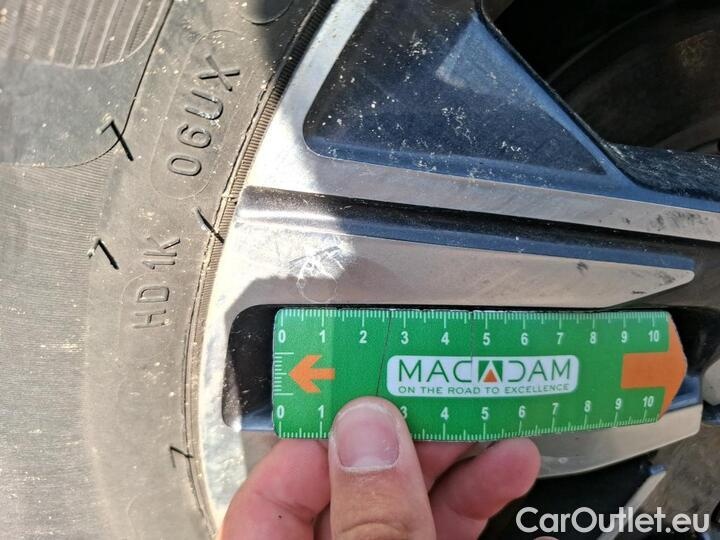 06UX
HD1K
0 1 2 3 4 5 6 7 8 9 10
MACADAM
ON THE ROAD TO EXCELLENCE
0 1 3 4 5 6 7 8 9 10
CarOutlet.eu